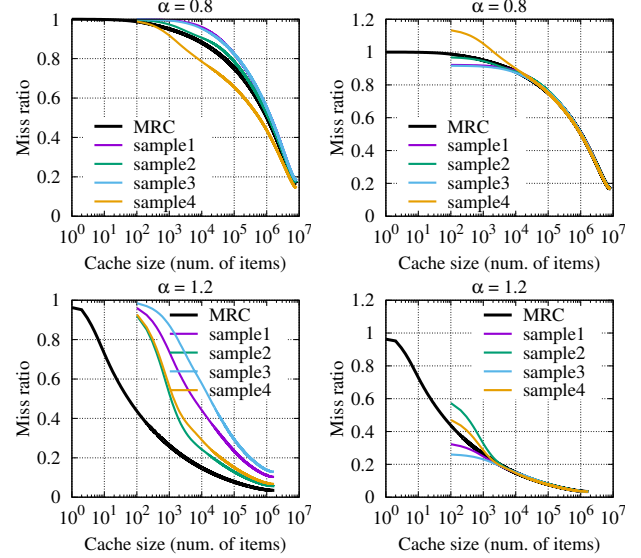 α = 0.8
1
0.8
0.6
0.4
0.2
0
Miss ratio
MRC
sample1
sample2
sample3
sample4
10^0 10^1 10^2 10^3 10^4 10^5 10^6 10^7
Cache size (num. of items)
α = 0.8
1.2
1
0.8
0.6
0.4
0.2
0
Miss ratio
MRC
sample1
sample2
sample3
sample4
10^0 10^1 10^2 10^3 10^4 10^5 10^6 10^7
Cache size (num. of items)
α = 1.2
1
0.8
0.6
0.4
0.2
0
Miss ratio
MRC
sample1
sample2
sample3
sample4
10^0 10^1 10^2 10^3 10^4 10^5 10^6 10^7
Cache size (num. of items)
α = 1.2
1.2
1
0.8
0.6
0.4
0.2
0
Miss ratio
MRC
sample1
sample2
sample3
sample4
10^0 10^1 10^2 10^3 10^4 10^5 10^6 10^7
Cache size (num. of items)